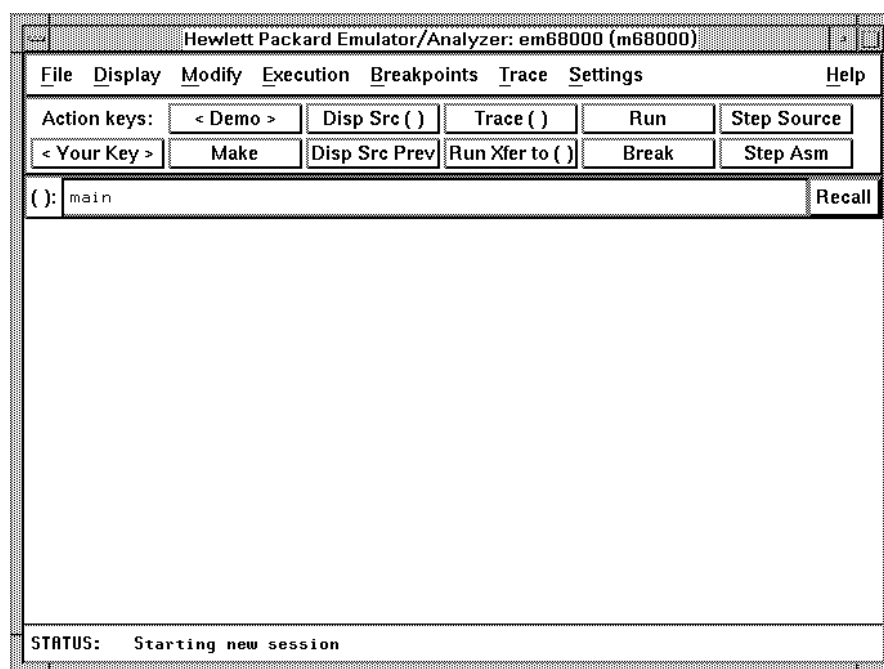 Hewlett Packard Emulator/Analyzer: em68000 (m68000)
File Display Modify Execution Breakpoints Trace Settings Help
Action keys: < Demo > Disp Src ( ) Trace ( ) Run Step Source
< Your Key > Make Disp Src Prev Run Xfer to ( ) Break Step Asm
( ): main Recall
STATUS: Starting new session